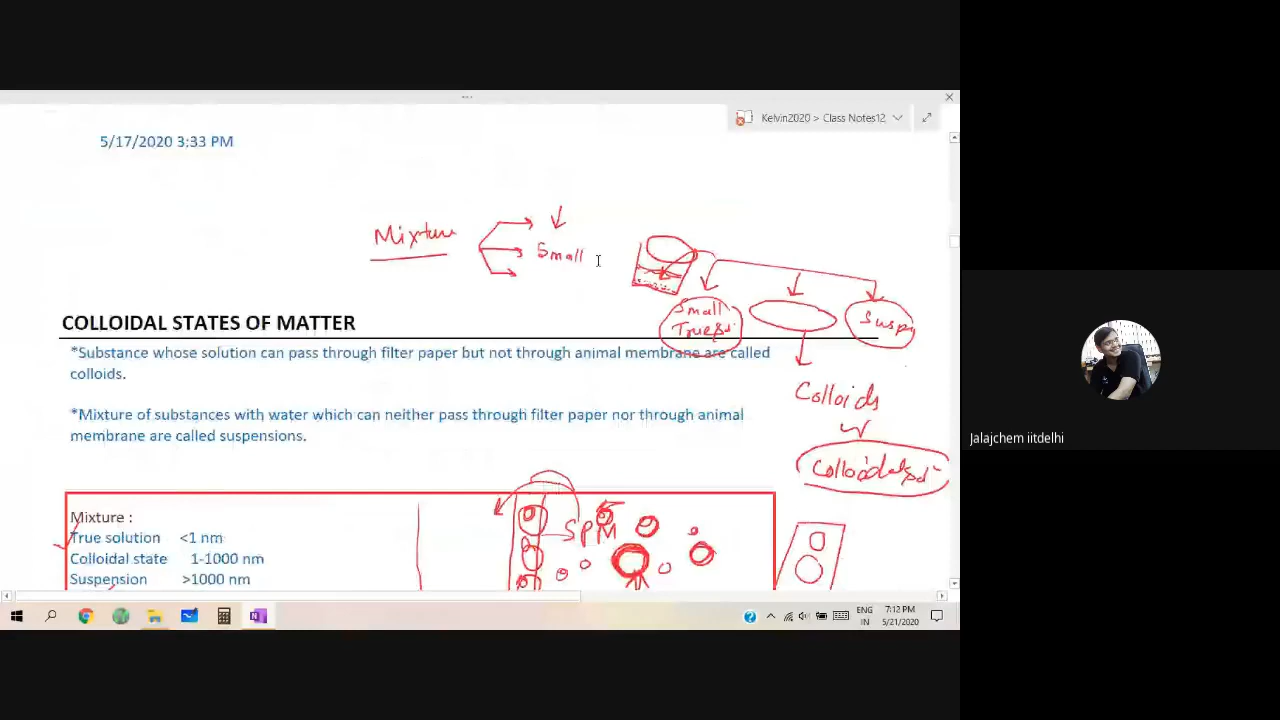 Kelvin2020 > Class Notes12
5/17/2020 3:33 PM
Mixture
Small
Small
True
Susp
COLLOIDAL STATES OF MATTER
*Substance whose solution can pass through filter paper but not through animal membrane are called
colloids.
Colloids
*Mixture of substances with water which can neither pass through filter paper nor through animal
membrane are called suspensions.
Jalajchem iitdelhi
Mixture :
SPM
True solution <1 nm
Colloidal state 1-1000 nm
Suspension >1000 nm
ENG
IN
7:12 PM
5/21/2020